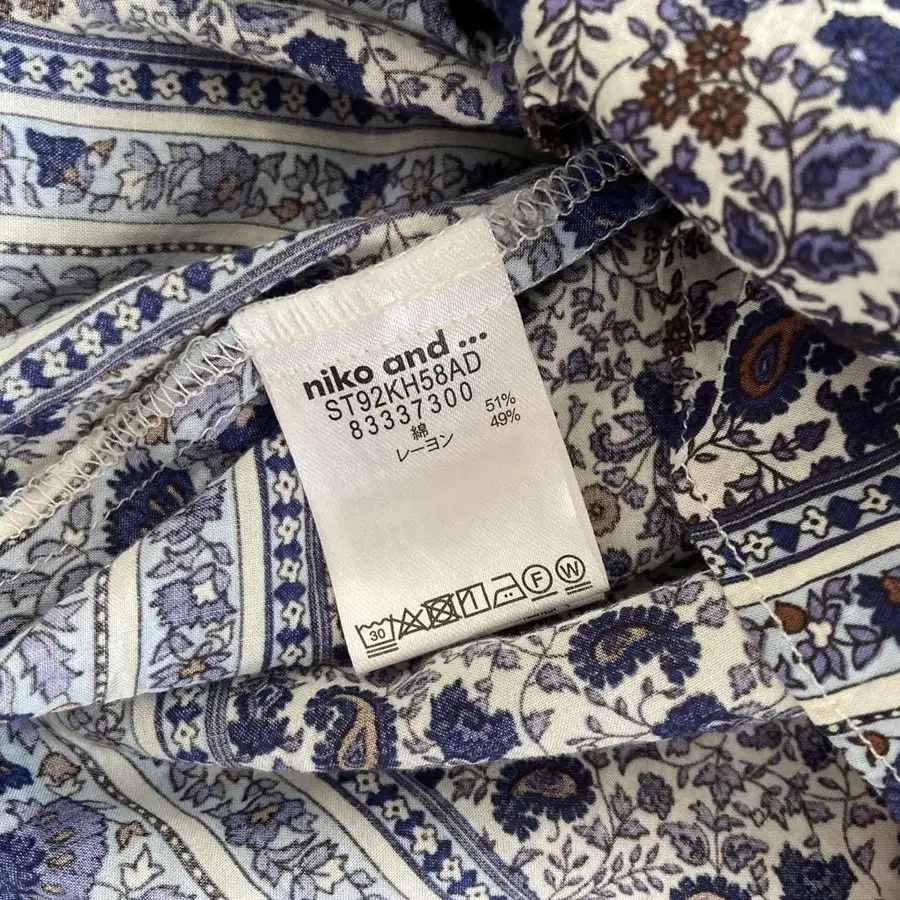 niko and ...
ST92KH58AD
83337300
綿 51%
レーヨン 49%
30 F W